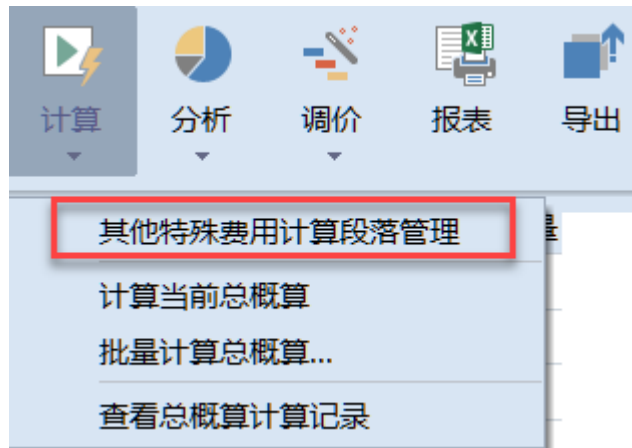 计算 分析 调价 报表 导出
其他特殊费用计算段落管理
计算当前总概算
批量计算总概算...
查看总概算计算记录